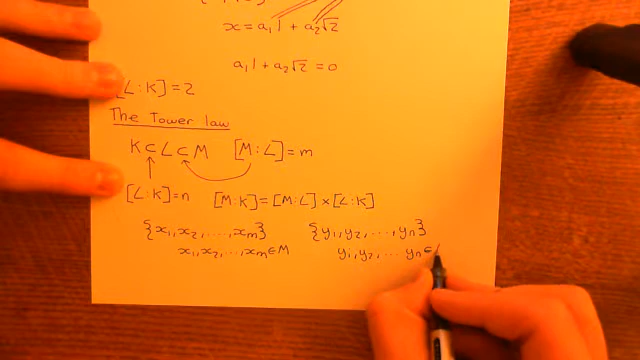 x = a₁1 + a₂√2
a₁1 + a₂√2 = 0
[L:K] = 2
The Tower law
K ⊂ L ⊂ M [M:L] = m
[L:K] = n [M:K] = [M:L] × [L:K]
{x₁, x₂, ..., xₘ} {y₁, y₂, ..., yₙ}
x₁, x₂, ..., xₘ ∈ M y₁, y₂, ... yₙ ∈